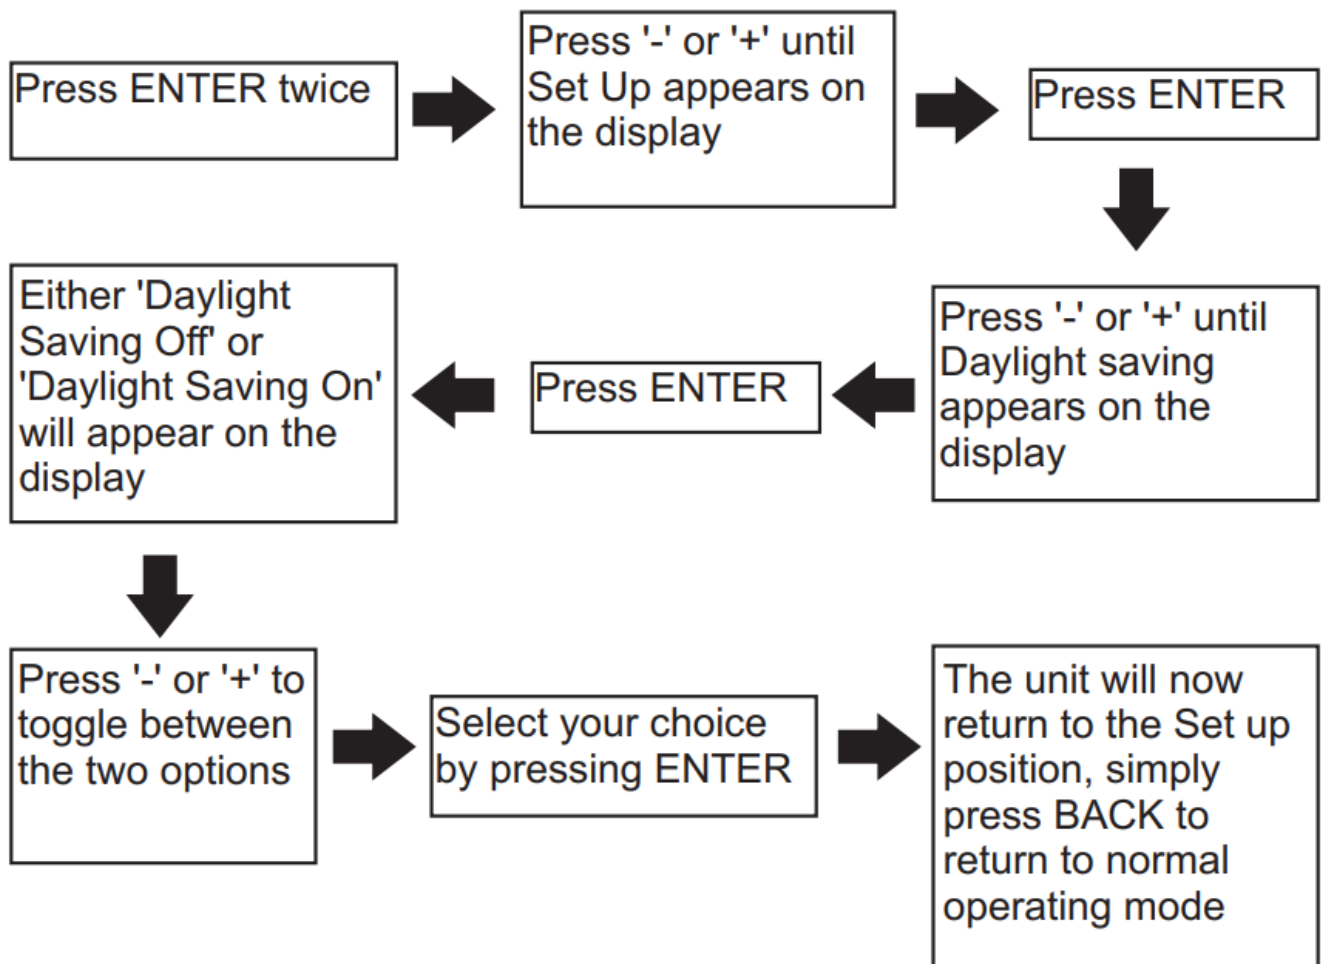 Press ENTER twice
Press '-' or '+' until
Set Up appears on
the display
Press ENTER
Press '-' or '+' until
Daylight saving
appears on the
display
Press ENTER
Either 'Daylight
Saving Off' or
'Daylight Saving On'
will appear on the
display
Press '-' or '+' to
toggle between
the two options
Select your choice
by pressing ENTER
The unit will now
return to the Set up
position, simply
press BACK to
return to normal
operating mode